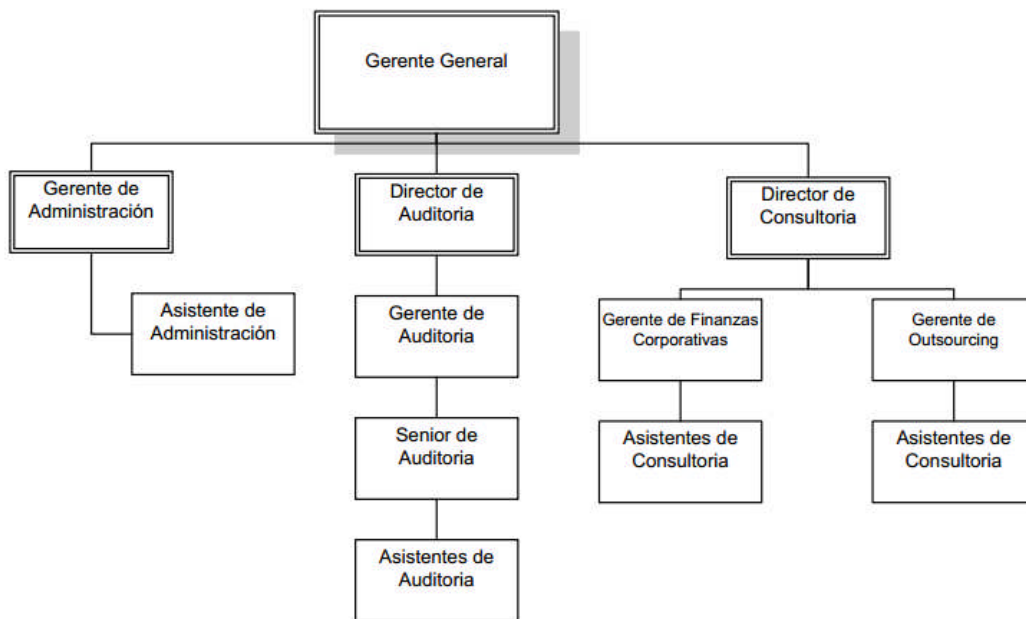 Gerente General
Gerente de
Administración
Director de
Auditoria
Director de
Consultoria
Asistente de
Administración
Gerente de
Auditoria
Gerente de Finanzas
Corporativas
Gerente de
Outsourcing
Senior de
Auditoria
Asistentes de
Consultoria
Asistentes de
Consultoria
Asistentes de
Auditoria